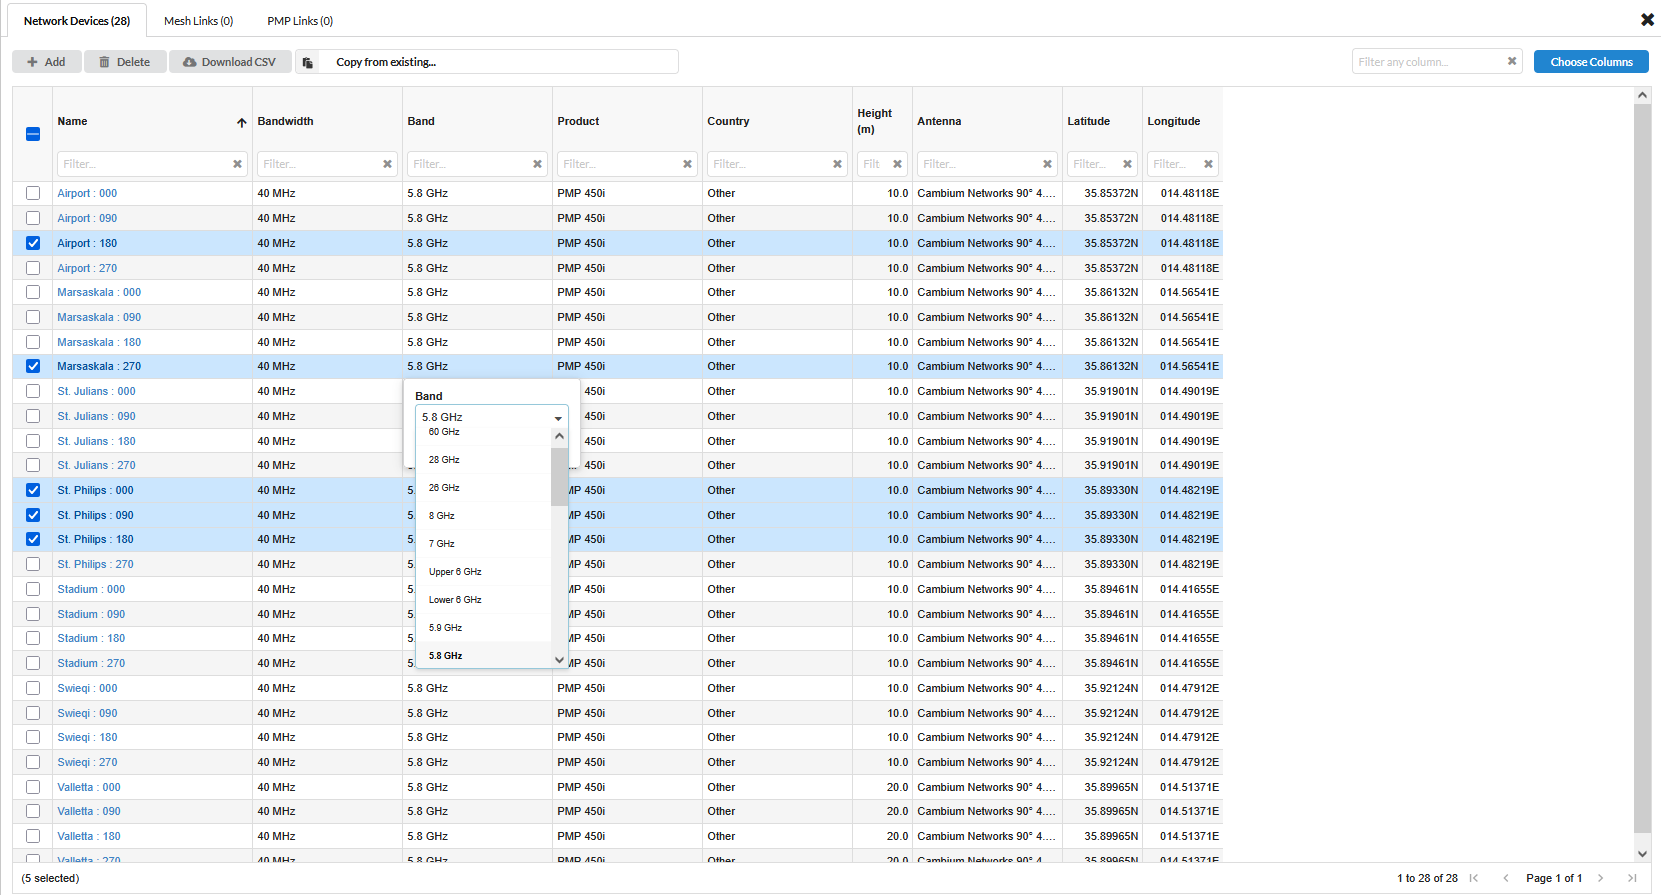 Network Devices (28) Mesh Links (0) PMP Links (0)
Add Delete Download CSV Copy from existing... Filter any column... Choose Columns
Name Bandwidth Band Product Country Height (m) Antenna Latitude Longitude
Filter... Filter... Filter... Filter... Filter... Filt Filter... Filter... Filter...
Airport : 000 40 MHz 5.8 GHz PMP 450i Other 10.0 Cambium Networks 90° 4.... 35.85372N 014.48118E
Airport : 090 40 MHz 5.8 GHz PMP 450i Other 10.0 Cambium Networks 90° 4.... 35.85372N 014.48118E
Airport : 180 40 MHz 5.8 GHz PMP 450i Other 10.0 Cambium Networks 90° 4.... 35.85372N 014.48118E
Airport : 270 40 MHz 5.8 GHz PMP 450i Other 10.0 Cambium Networks 90° 4.... 35.85372N 014.48118E
Marsaskala : 000 40 MHz 5.8 GHz PMP 450i Other 10.0 Cambium Networks 90° 4.... 35.86132N 014.56541E
Marsaskala : 090 40 MHz 5.8 GHz PMP 450i Other 10.0 Cambium Networks 90° 4.... 35.86132N 014.56541E
Marsaskala : 180 40 MHz 5.8 GHz PMP 450i Other 10.0 Cambium Networks 90° 4.... 35.86132N 014.56541E
Marsaskala : 270 40 MHz 5.8 GHz PMP 450i Other 10.0 Cambium Networks 90° 4.... 35.86132N 014.56541E
St. Julians : 000 40 MHz 450i Other 10.0 Cambium Networks 90° 4.... 35.91901N 014.49019E
St. Julians : 090 40 MHz 450i Other 10.0 Cambium Networks 90° 4.... 35.91901N 014.49019E
St. Julians : 180 40 MHz 450i Other 10.0 Cambium Networks 90° 4.... 35.91901N 014.49019E
St. Julians : 270 40 MHz 450i Other 10.0 Cambium Networks 90° 4.... 35.91901N 014.49019E
St. Philips : 000 40 MHz 5. MP 450i Other 10.0 Cambium Networks 90° 4.... 35.89330N 014.48219E
St. Philips : 090 40 MHz 5. MP 450i Other 10.0 Cambium Networks 90° 4.... 35.89330N 014.48219E
St. Philips : 180 40 MHz 5. MP 450i Other 10.0 Cambium Networks 90° 4.... 35.89330N 014.48219E
St. Philips : 270 40 MHz 5. MP 450i Other 10.0 Cambium Networks 90° 4.... 35.89330N 014.48219E
Stadium : 000 40 MHz 5. MP 450i Other 10.0 Cambium Networks 90° 4.... 35.89461N 014.41655E
Stadium : 090 40 MHz 5. MP 450i Other 10.0 Cambium Networks 90° 4.... 35.89461N 014.41655E
Stadium : 180 40 MHz 5. MP 450i Other 10.0 Cambium Networks 90° 4.... 35.89461N 014.41655E
Stadium : 270 40 MHz 5. MP 450i Other 10.0 Cambium Networks 90° 4.... 35.89461N 014.41655E
Swieqi : 000 40 MHz 5.8 GHz PMP 450i Other 10.0 Cambium Networks 90° 4.... 35.92124N 014.47912E
Swieqi : 090 40 MHz 5.8 GHz PMP 450i Other 10.0 Cambium Networks 90° 4.... 35.92124N 014.47912E
Swieqi : 180 40 MHz 5.8 GHz PMP 450i Other 10.0 Cambium Networks 90° 4.... 35.92124N 014.47912E
Swieqi : 270 40 MHz 5.8 GHz PMP 450i Other 10.0 Cambium Networks 90° 4.... 35.92124N 014.47912E
Valletta : 000 40 MHz 5.8 GHz PMP 450i Other 20.0 Cambium Networks 90° 4.... 35.89965N 014.51371E
Valletta : 090 40 MHz 5.8 GHz PMP 450i Other 20.0 Cambium Networks 90° 4.... 35.89965N 014.51371E
Valletta : 180 40 MHz 5.8 GHz PMP 450i Other 20.0 Cambium Networks 90° 4.... 35.89965N 014.51371E
Valletta : 270 40 MHz 5.8 GHz PMP 450i Other 20.0 Cambium Networks 90° 4.... 35.89965N 014.51371E
Band
5.8 GHz
60 GHz
28 GHz
26 GHz
8 GHz
7 GHz
Upper 6 GHz
Lower 6 GHz
5.9 GHz
5.8 GHz
(5 selected) 1 to 28 of 28 Page 1 of 1